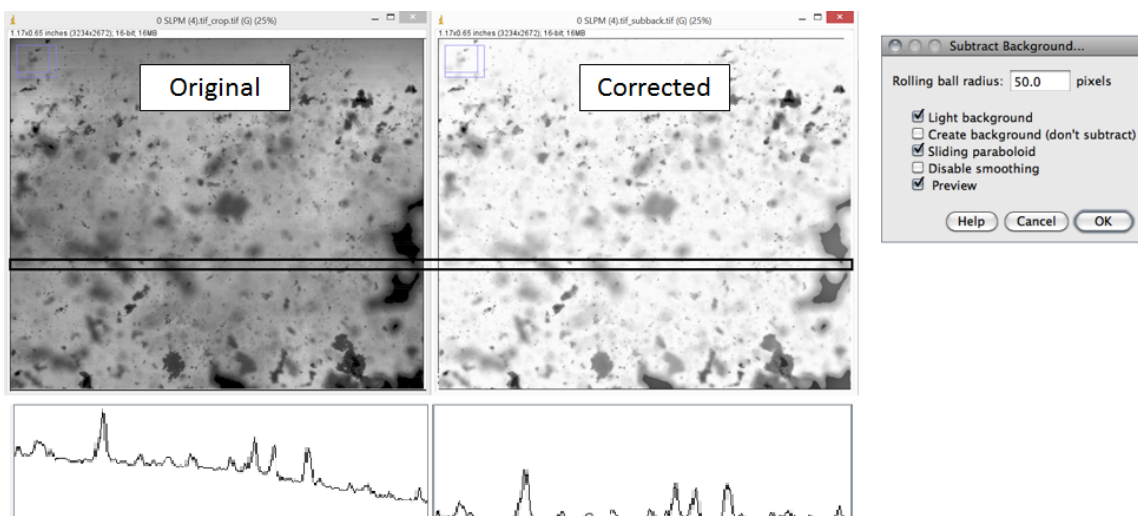 0 SLPM (4).tif_crop.tif (G) (25%)
1.17x0.65 inches (3234x2672); 16-bit; 16MB
Original
0 SLPM (4).tif_subback.tif (G) (25%)
1.17x0.65 inches (3234x2672); 16-bit; 16MB
Corrected
Subtract Background...
Rolling ball radius: 50.0 pixels
Light background
Create background (don't subtract)
Sliding paraboloid
Disable smoothing
Preview
Help Cancel OK